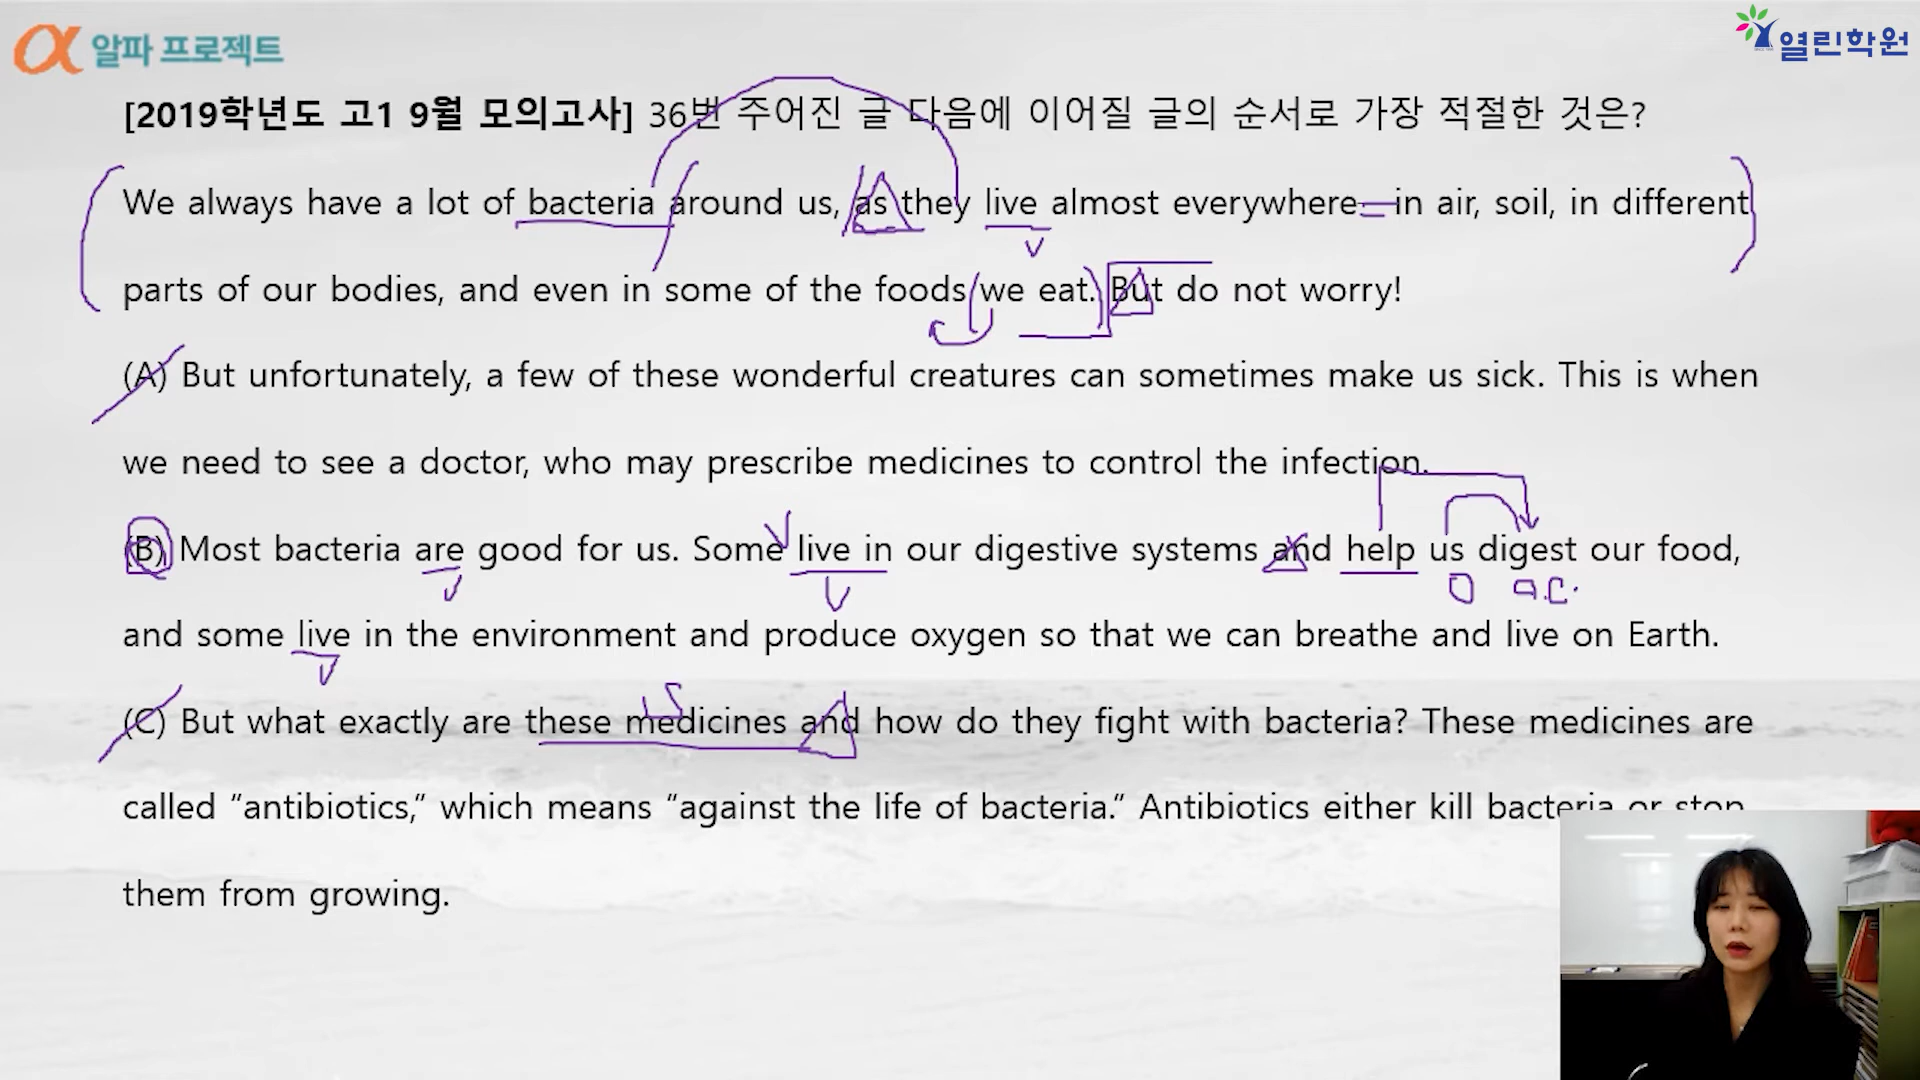 α 알파 프로젝트
열린학원
[2019학년도 고1 9월 모의고사] 36번 주어진 글 다음에 이어질 글의 순서로 가장 적절한 것은?
We always have a lot of bacteria around us, as they live almost everywhere—in air, soil, in different
parts of our bodies, and even in some of the foods we eat. But do not worry!
(A) But unfortunately, a few of these wonderful creatures can sometimes make us sick. This is when
we need to see a doctor, who may prescribe medicines to control the infection.
(B) Most bacteria are good for us. Some live in our digestive systems and help us digest our food,
O O.C.
and some live in the environment and produce oxygen so that we can breathe and live on Earth.
(C) But what exactly are these medicines and how do they fight with bacteria? These medicines are
called “antibiotics,” which means “against the life of bacteria.” Antibiotics either kill bacteria or stop
them from growing.